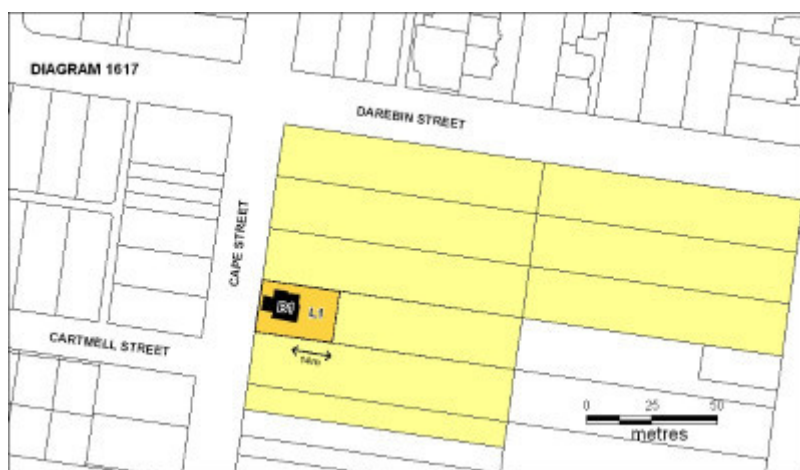 DIAGRAM 1617
DAREBIN STREET
CAPE STREET
B1
L1
14m
CARTMELL STREET
0 25 50
metres